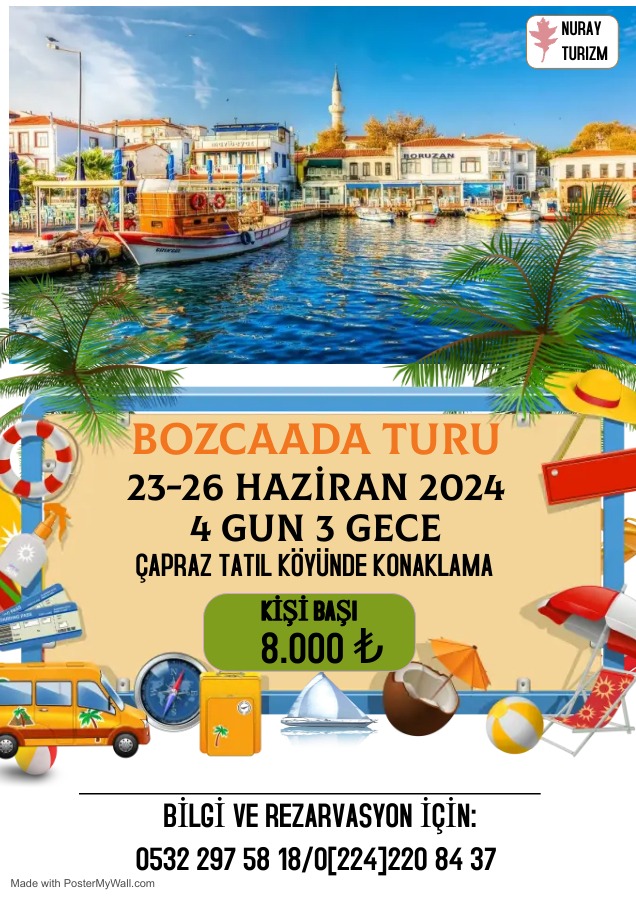 NURAY
TURIZM
BORUZAN
BOZCAADA TURU
23-26 HAZİRAN 2024
4 GUN 3 GECE
ÇAPRAZ TATIL KÖYÜNDE KONAKLAMA
KİŞİ BAŞI
8.000 ₺
BİLGİ VE REZARVASYON İÇİN:
0532 297 58 18/0[224]220 84 37
Made with PosterMyWall.com